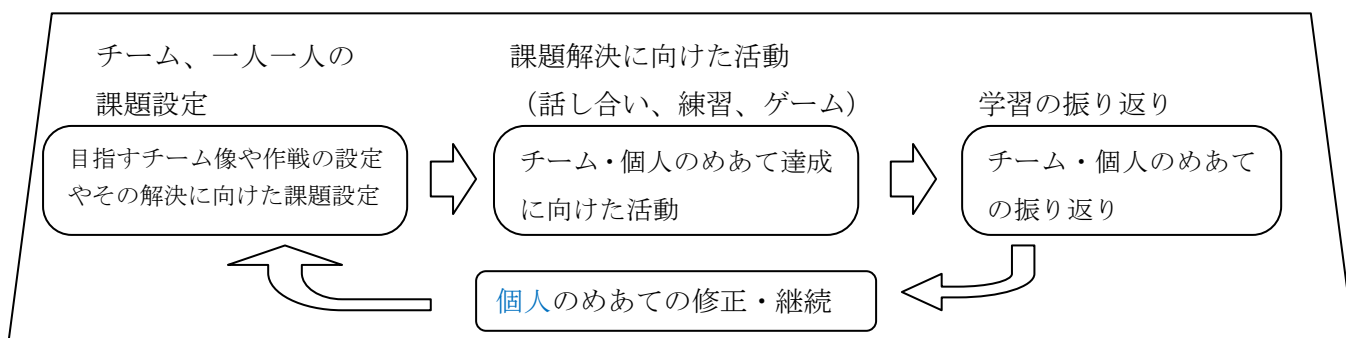 チーム、一人一人の
課題設定
目指すチーム像や作戦の設定
やその解決に向けた課題設定
課題解決に向けた活動
（話し合い、練習、ゲーム）
チーム・個人のめあて達成
に向けた活動
学習の振り返り
チーム・個人のめあて
の振り返り
個人のめあての修正・継続